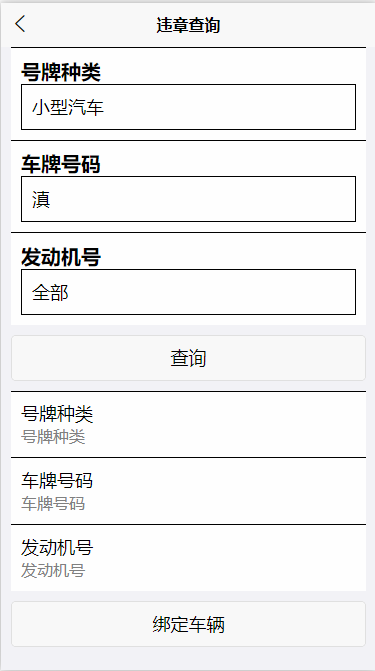 违章查询
号牌种类
小型汽车
车牌号码
滇
发动机号
全部
查询
号牌种类
号牌种类
车牌号码
车牌号码
发动机号
发动机号
绑定车辆